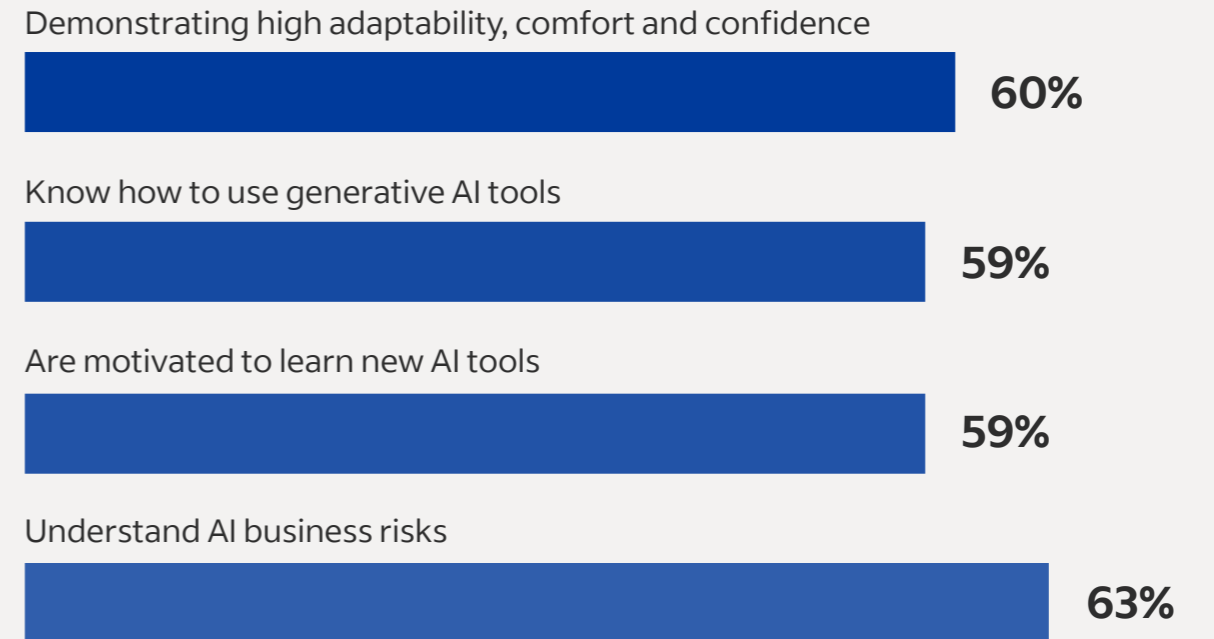 Demonstrating high adaptability, comfort and confidence
60%
Know how to use generative AI tools
59%
Are motivated to learn new AI tools
59%
Understand AI business risks
63%